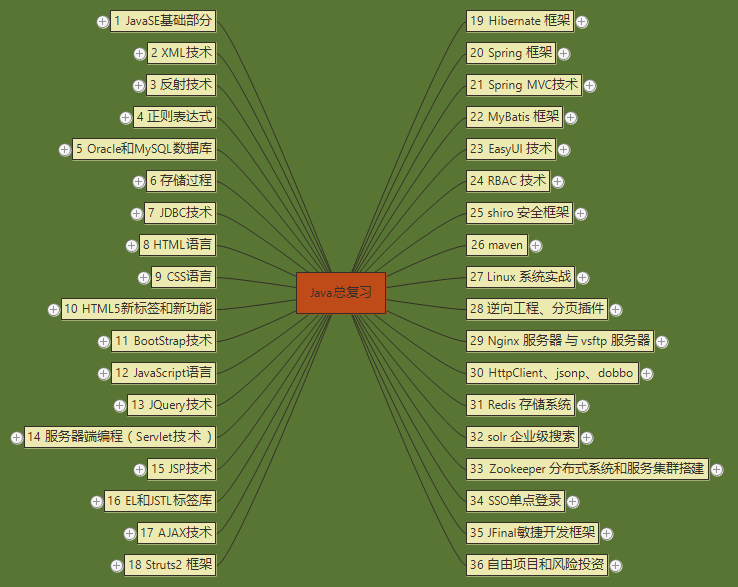 1 JavaSE基础部分
2 XML技术
3 反射技术
4 正则表达式
5 Oracle和MySQL数据库
6 存储过程
7 JDBC技术
8 HTML语言
9 CSS语言
10 HTML5新标签和新功能
11 BootStrap技术
12 JavaScript语言
13 JQuery技术
14 服务器端编程（Servlet技术）
15 JSP技术
16 EL和JSTL标签库
17 AJAX技术
18 Struts2 框架
Java总复习
19 Hibernate 框架
20 Spring 框架
21 Spring MVC技术
22 MyBatis 框架
23 EasyUI 技术
24 RBAC 技术
25 shiro 安全框架
26 maven
27 Linux 系统实战
28 逆向工程、分页插件
29 Nginx 服务器 与 vsftp 服务器
30 HttpClient、jsonp、dobbo
31 Redis 存储系统
32 solr 企业级搜索
33 Zookeeper 分布式系统和服务集群搭建
34 SSO单点登录
35 JFinal敏捷开发框架
36 自由项目和风险投资